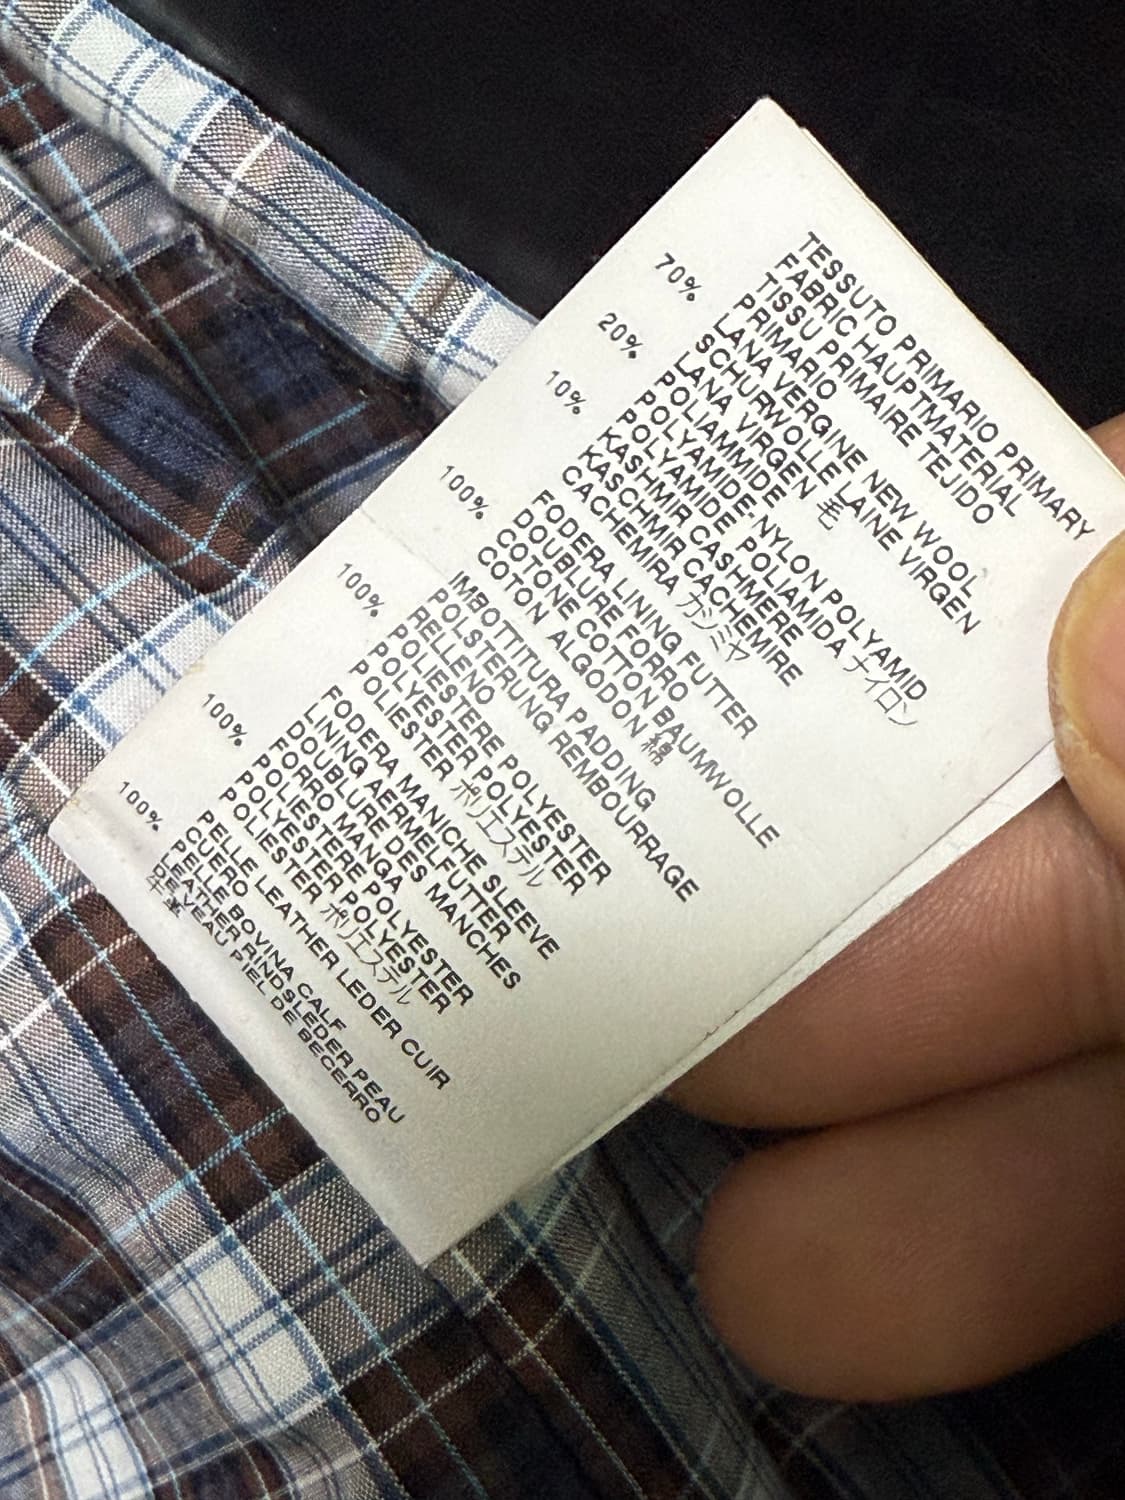 TESSUTO PRIMARIO PRIMARY
FABRIC HAUPTMATERIAL
TISSU PRIMAIRE TEJIDO
PRIMARIO
70% LANA VERGINE NEW WOOL
SCHURWOLLE LAINE VIRGEN
LANA VIRGEN 毛
20% POLIAMMIDE NYLON POLYAMID
POLYAMIDE POLIAMIDA ナイロン
POLYAMIDE
10% KASHMIR CASHMERE
KASCHMIR CACHEMIRE
CACHEMIRA カシミヤ
FODERA LINING FUTTER
DOUBLURE FORRO
100% COTONE COTTON BAUMWOLLE
COTON ALGODON 綿
IMBOTTITURA PADDING
POLSTERUNG REMBOURRAGE
RELLENO
100% POLIESTERE POLYESTER
POLYESTER POLYESTER
POLIESTER ポリエステル
FODERA MANICHE SLEEVE
LINING AERMELFUTTER
DOUBLURE DES MANCHES
FORRO MANGA
100% POLIESTERE POLYESTER
POLYESTER POLYESTER
POLIESTER ポリエステル
PELLE LEATHER LEDER CUIR
CUERO
100% PELLE BOVINA CALF
LEATHER RINDSLEDER PEAU
DE VEAU PIEL DE BECERRO
牛革